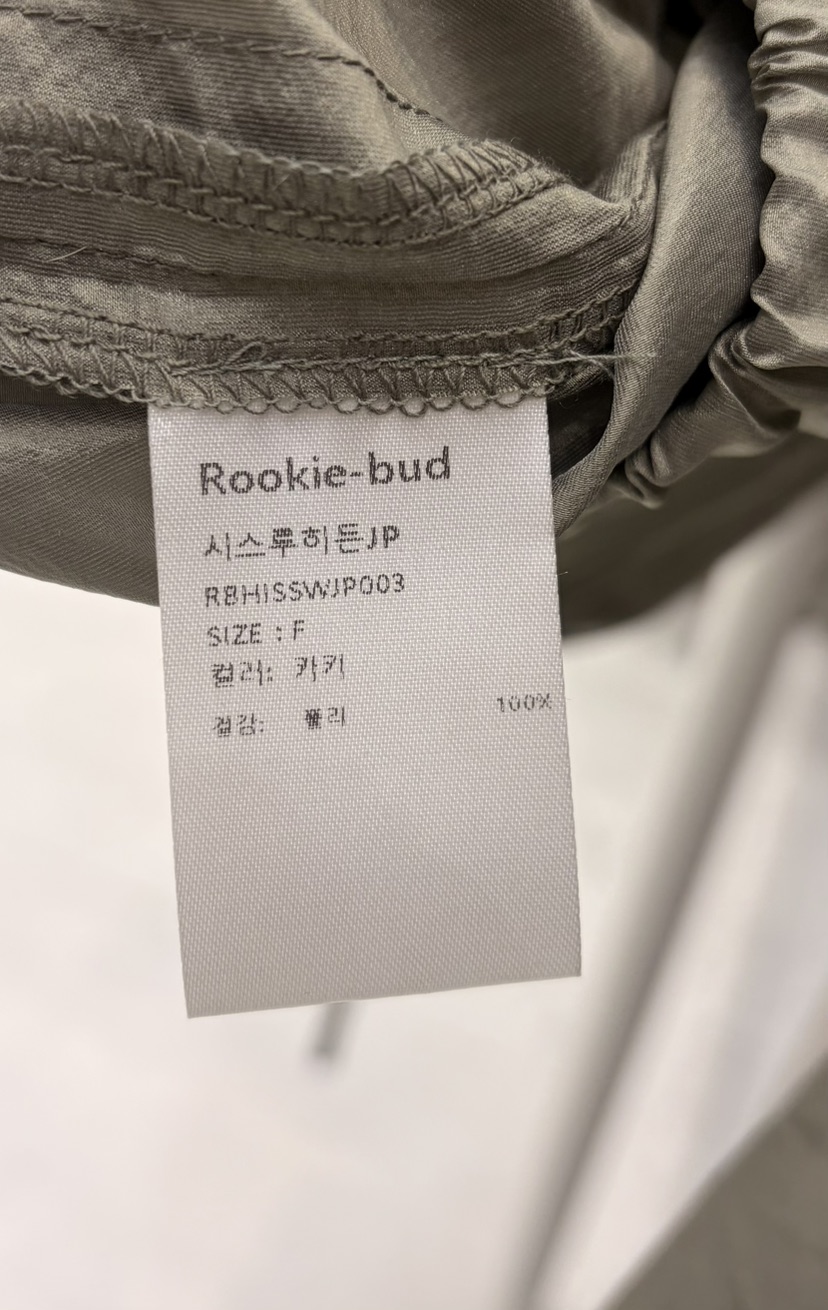 Rookie-bud
시스루히든JP
RBHISSWJP003
SIZE : F
컬러: 카키
겉감: 폴리 100%